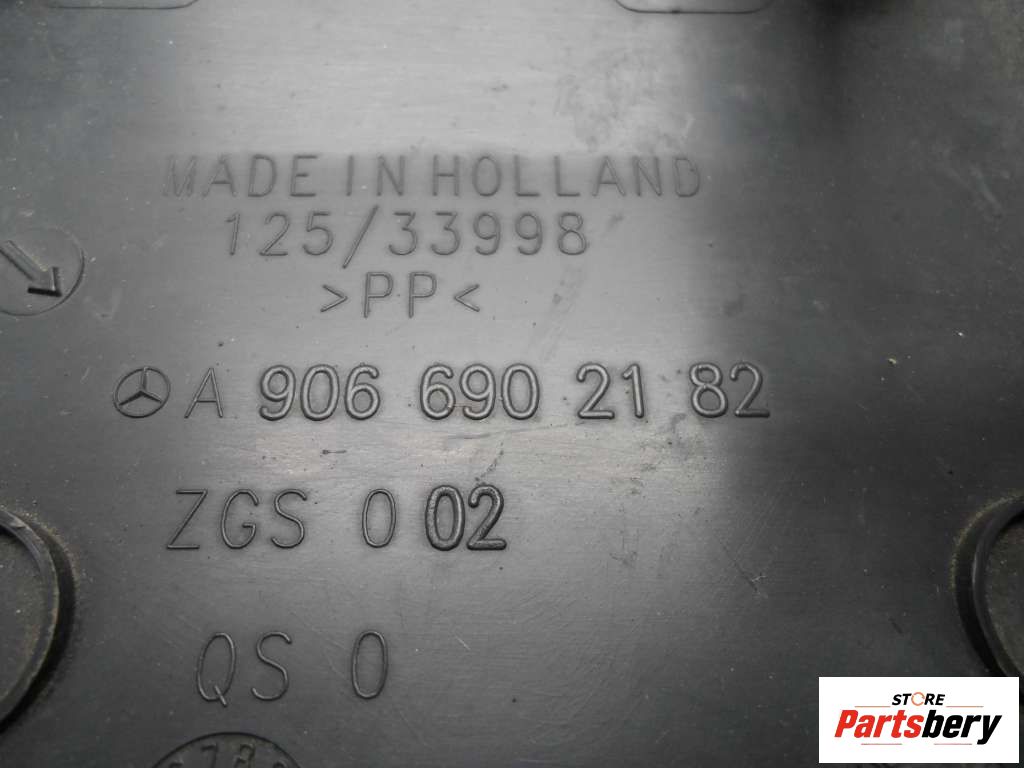 MADE IN HOLLAND
125/33998
>PP<
A 906 690 21 82
ZGS 002
QS 0
STORE
Partsbery